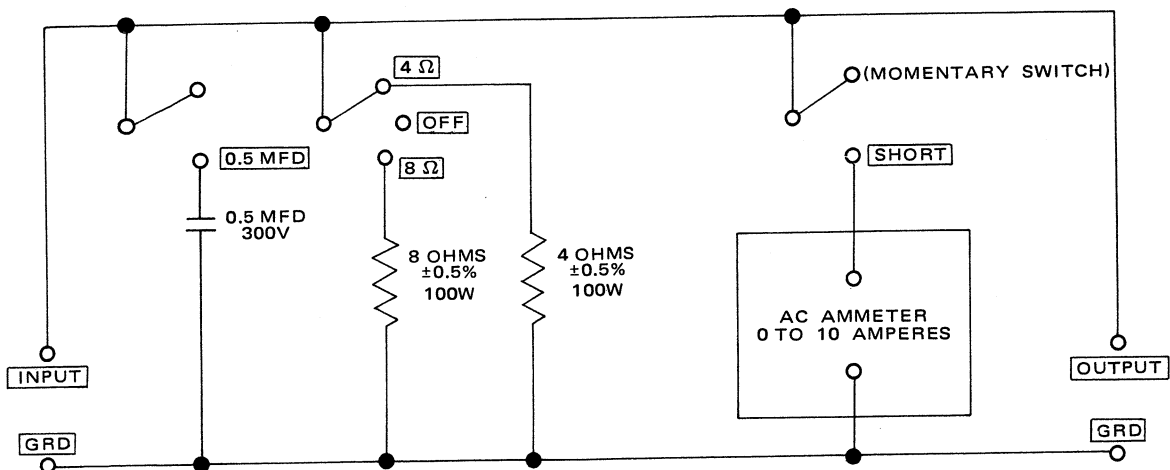 4 Ω
(MOMENTARY SWITCH)
OFF
0.5 MFD
8 Ω
SHORT
0.5 MFD
300V
8 OHMS
±0.5%
100W
4 OHMS
±0.5%
100W
AC AMMETER
0 TO 10 AMPERES
INPUT
OUTPUT
GRD
GRD